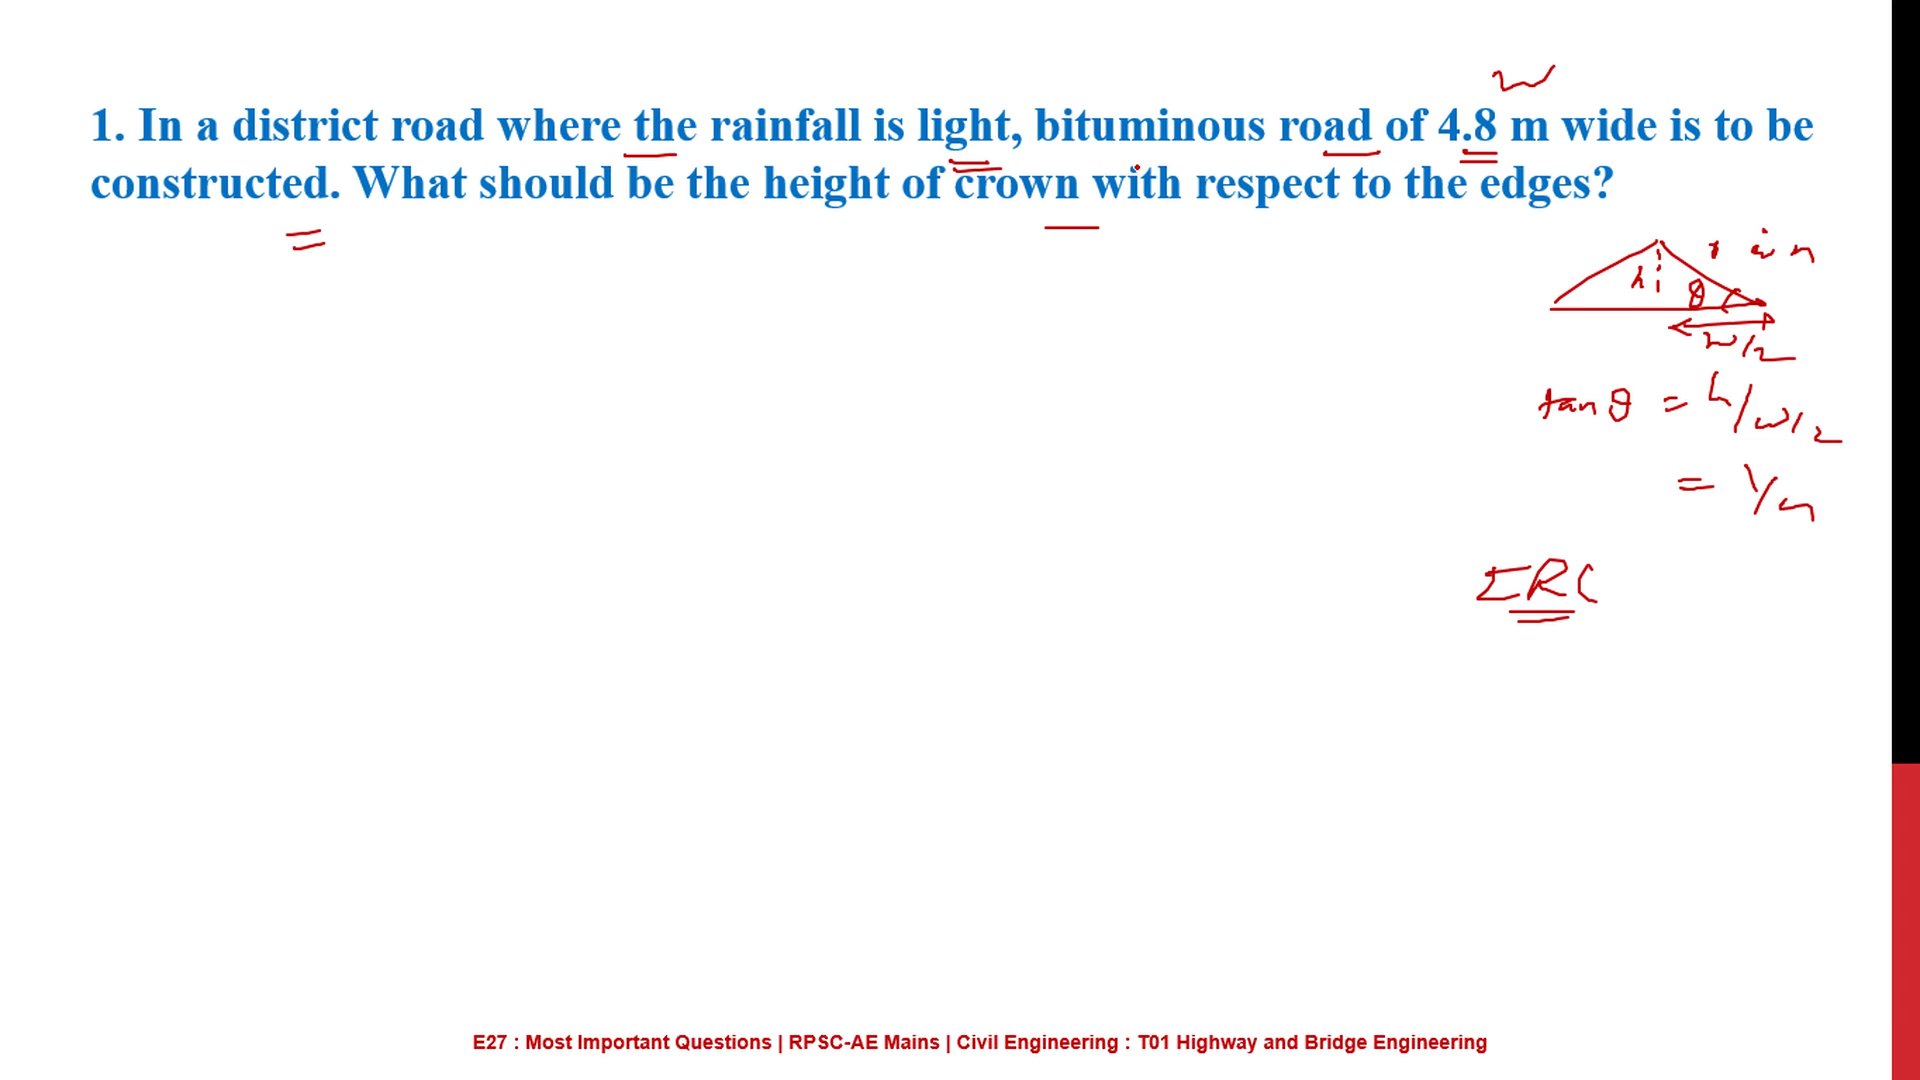 W
1. In a district road where the rainfall is light, bituminous road of 4.8 m wide is to be
constructed. What should be the height of crown with respect to the edges?
1 in n
h θ
W/2
tan θ = h/W/2
= 1/n
IRC
E27 : Most Important Questions | RPSC-AE Mains | Civil Engineering : T01 Highway and Bridge Engineering